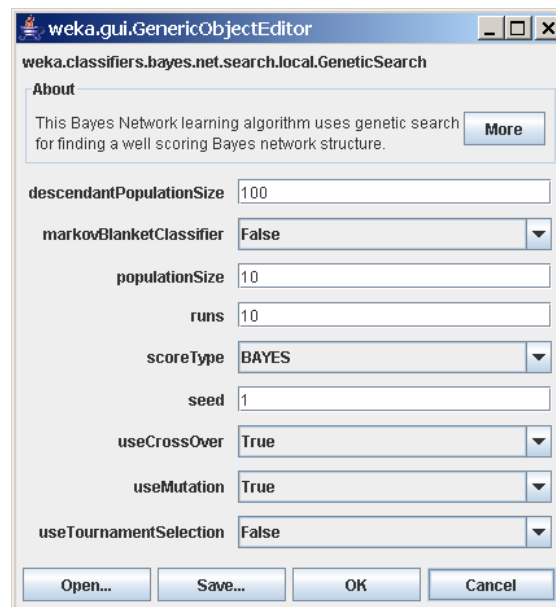 weka.gui.GenericObjectEditor
weka.classifiers.bayes.net.search.local.GeneticSearch
About
This Bayes Network learning algorithm uses genetic search
for finding a well scoring Bayes network structure.
More
descendantPopulationSize 100
markovBlanketClassifier False
populationSize 10
runs 10
scoreType BAYES
seed 1
useCrossOver True
useMutation True
useTournamentSelection False
Open... Save... OK Cancel